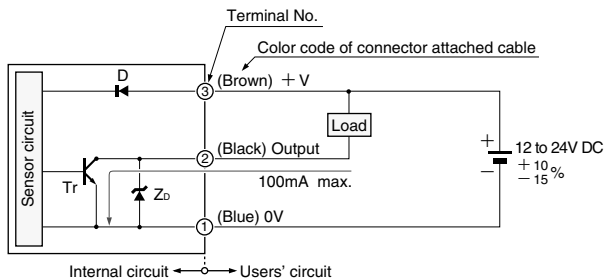 Terminal No.
Color code of connector attached cable
D
3 (Brown) +V
Sensor circuit
Load
+
12 to 24V DC
+10
−15 %
−
2 (Black) Output
Tr
ZD
100mA max.
1 (Blue) 0V
Internal circuit
Users' circuit